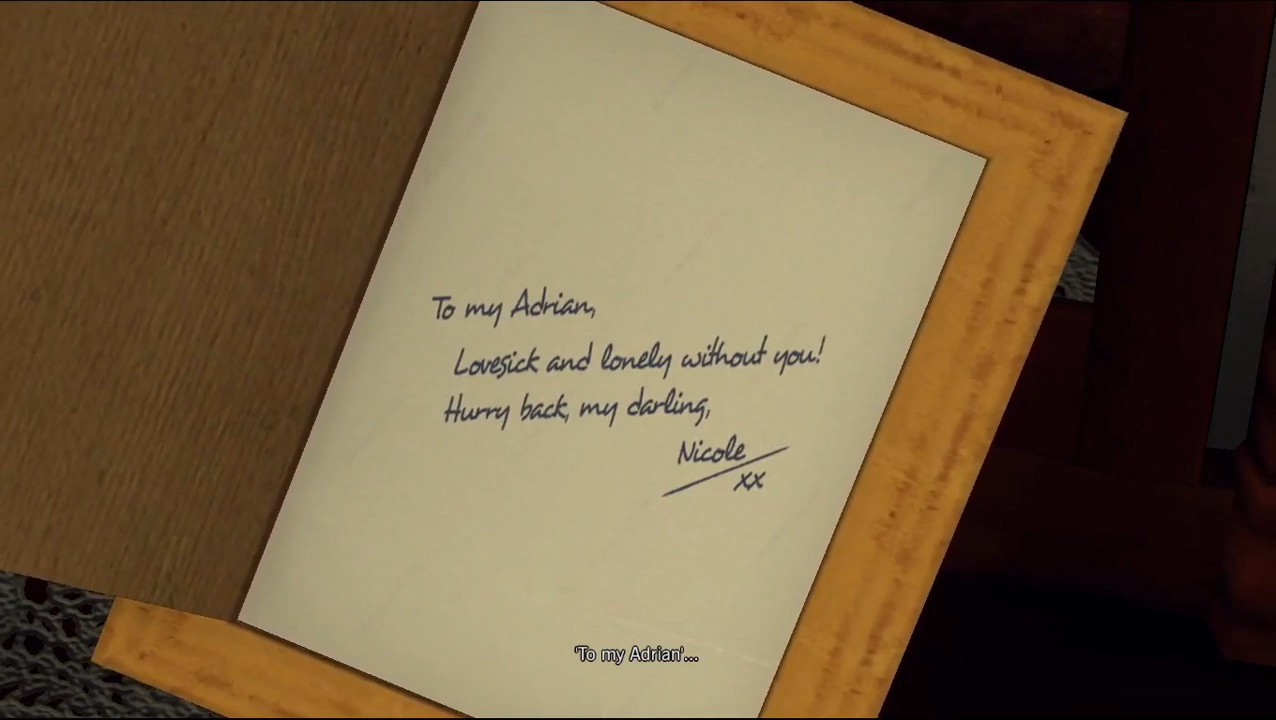 To my Adrian,
Lovesick and lonely without you!
Hurry back, my darling,
Nicole
xx
'To my Adrian'...